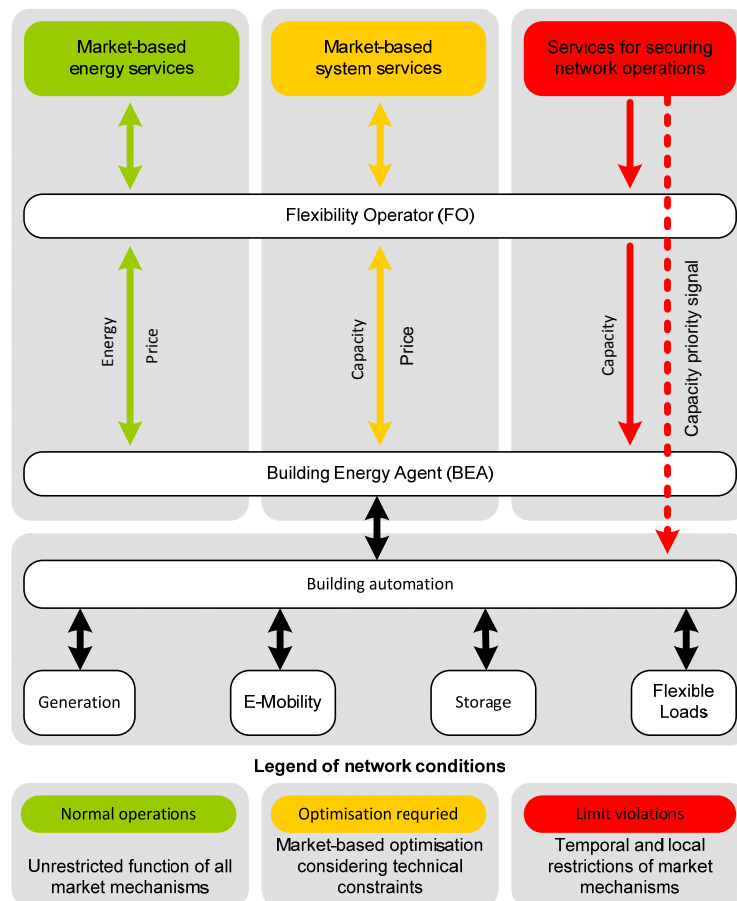 Market-based
energy services
Market-based
system services
Services for securing
network operations
Flexibility Operator (FO)
Energy
Price
Capacity
Price
Capacity
Capacity priority signal
Building Energy Agent (BEA)
Building automation
Generation
E-Mobility
Storage
Flexible
Loads
Legend of network conditions
Normal operations
Unrestricted function of all
market mechanisms
Optimisation requried
Market-based optimisation
considering technical
constraints
Limit violations
Temporal and local
restrictions of market
mechanisms